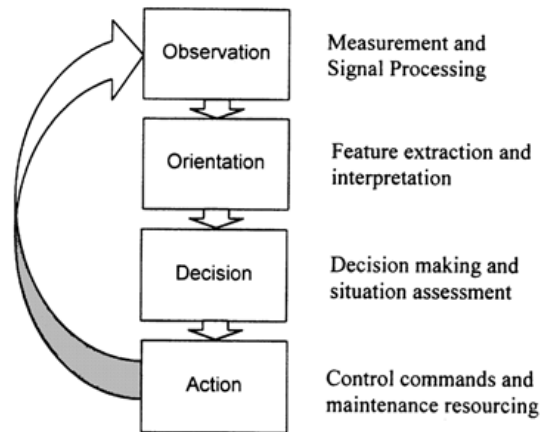 Observation
Measurement and
Signal Processing
Orientation
Feature extraction and
interpretation
Decision
Decision making and
situation assessment
Action
Control commands and
maintenance resourcing